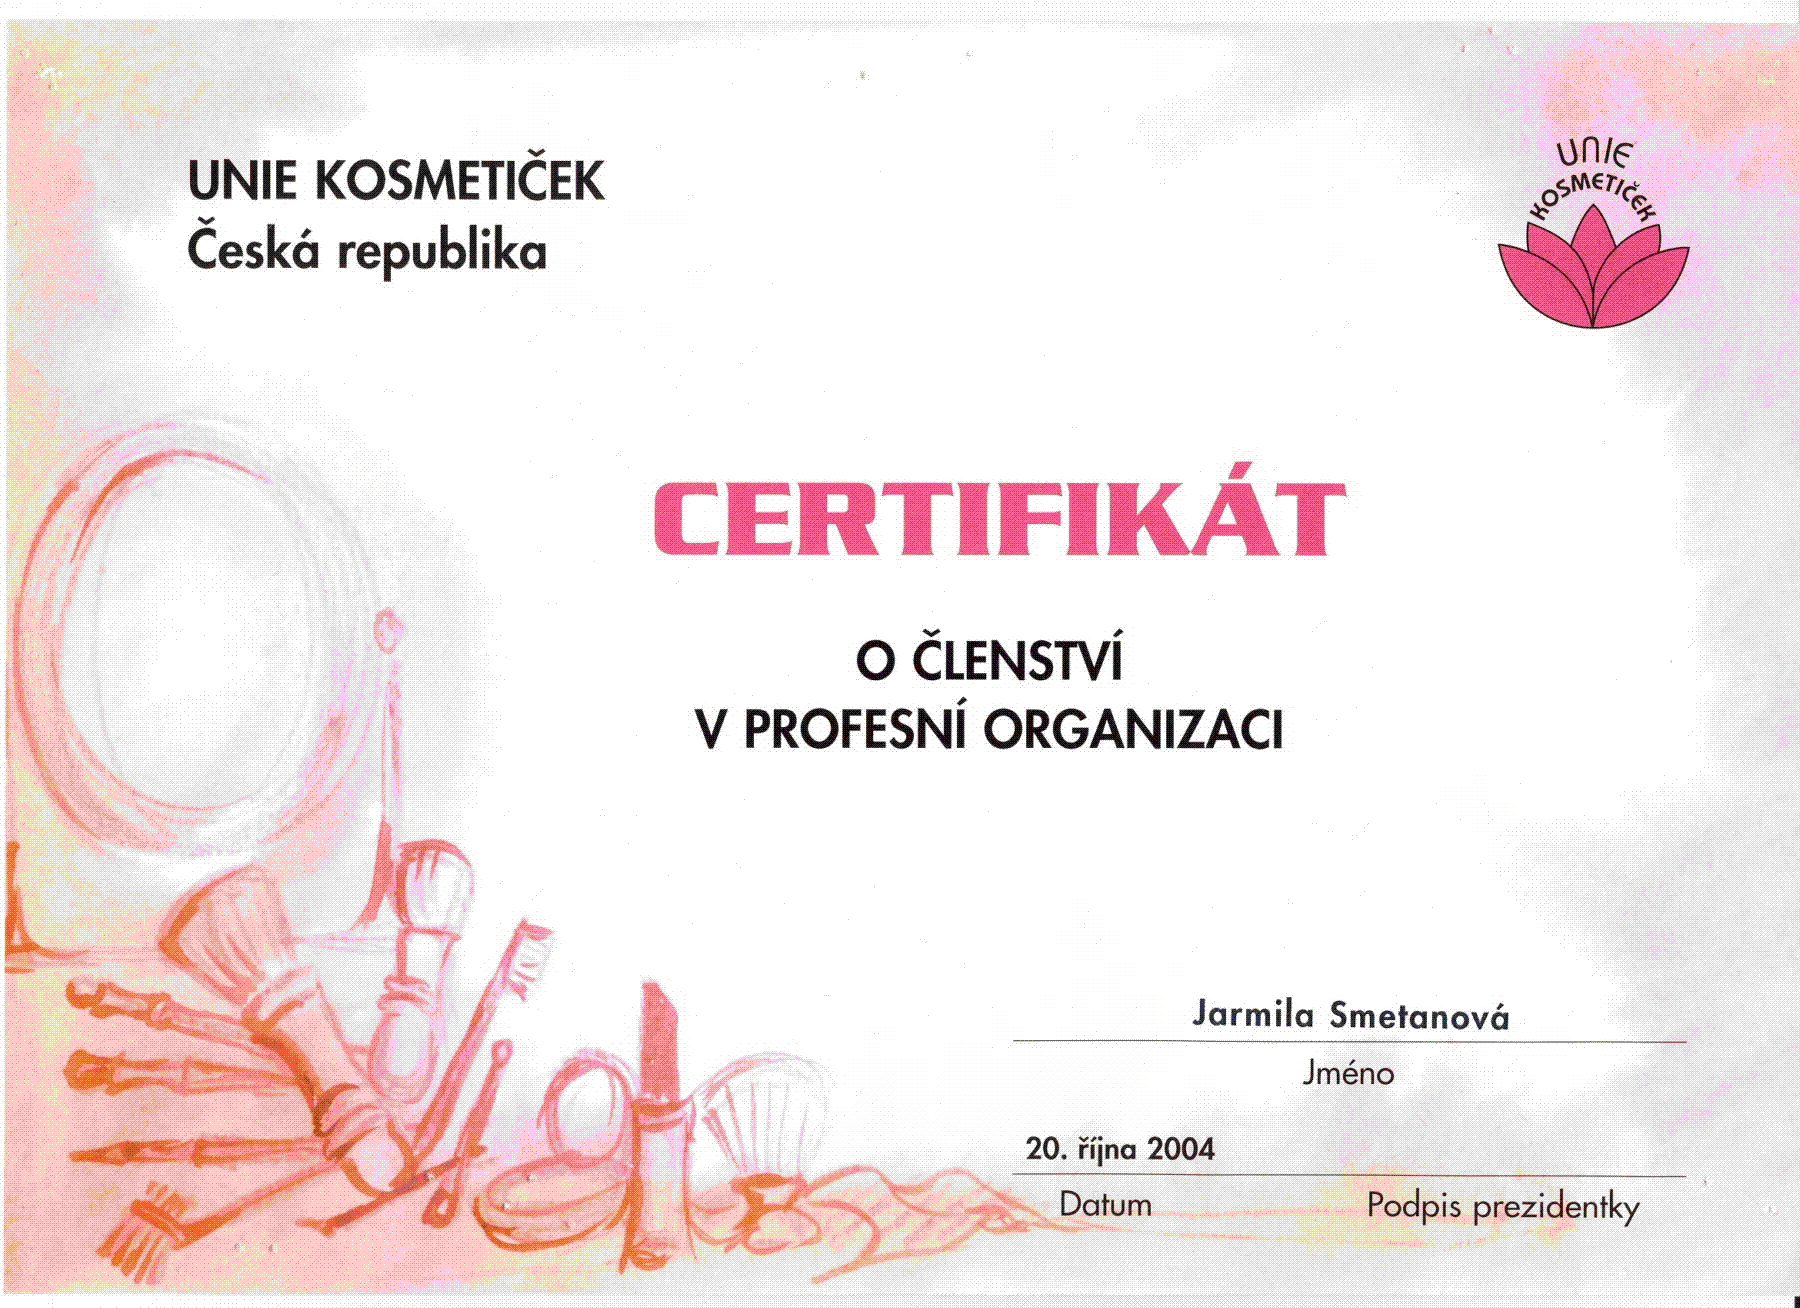 UNIE KOSMETIČEK
Česká republika
UNIE
KOSMETIČEK
CERTIFIKÁT
O ČLENSTVÍ
V PROFESNÍ ORGANIZACI
Jarmila Smetanová
Jméno
20. října 2004
Datum Podpis prezidentky